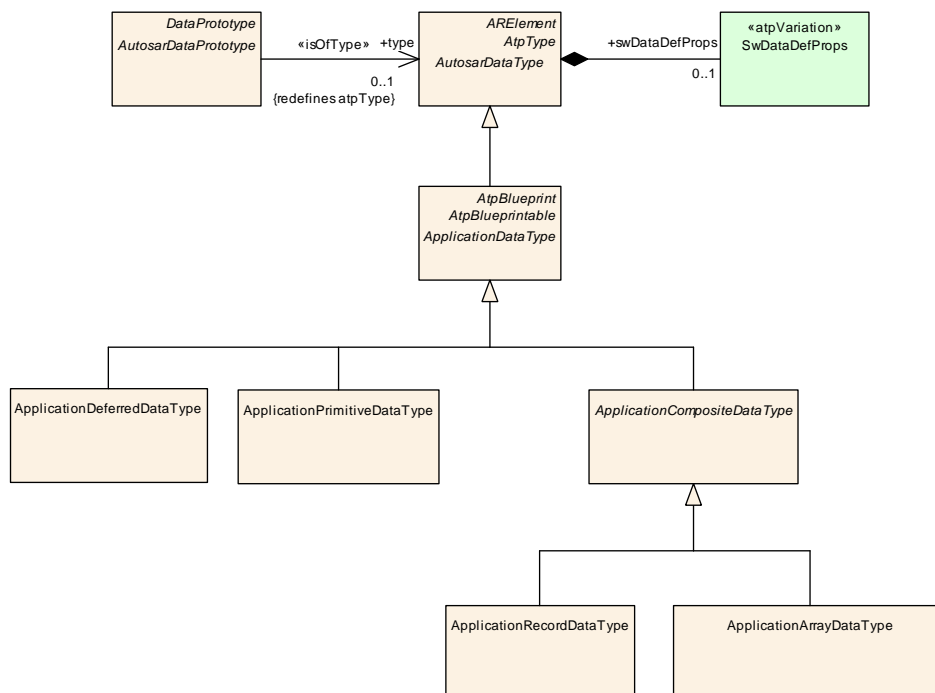 DataPrototype
AutosarDataPrototype
«isOfType»
+type
0..1
{redefines atpType}
ARElement
AtpType
AutosarDataType
+swDataDefProps
0..1
«atpVariation»
SwDataDefProps
AtpBlueprint
AtpBlueprintable
ApplicationDataType
ApplicationDeferredDataType
ApplicationPrimitiveDataType
ApplicationCompositeDataType
ApplicationRecordDataType
ApplicationArrayDataType